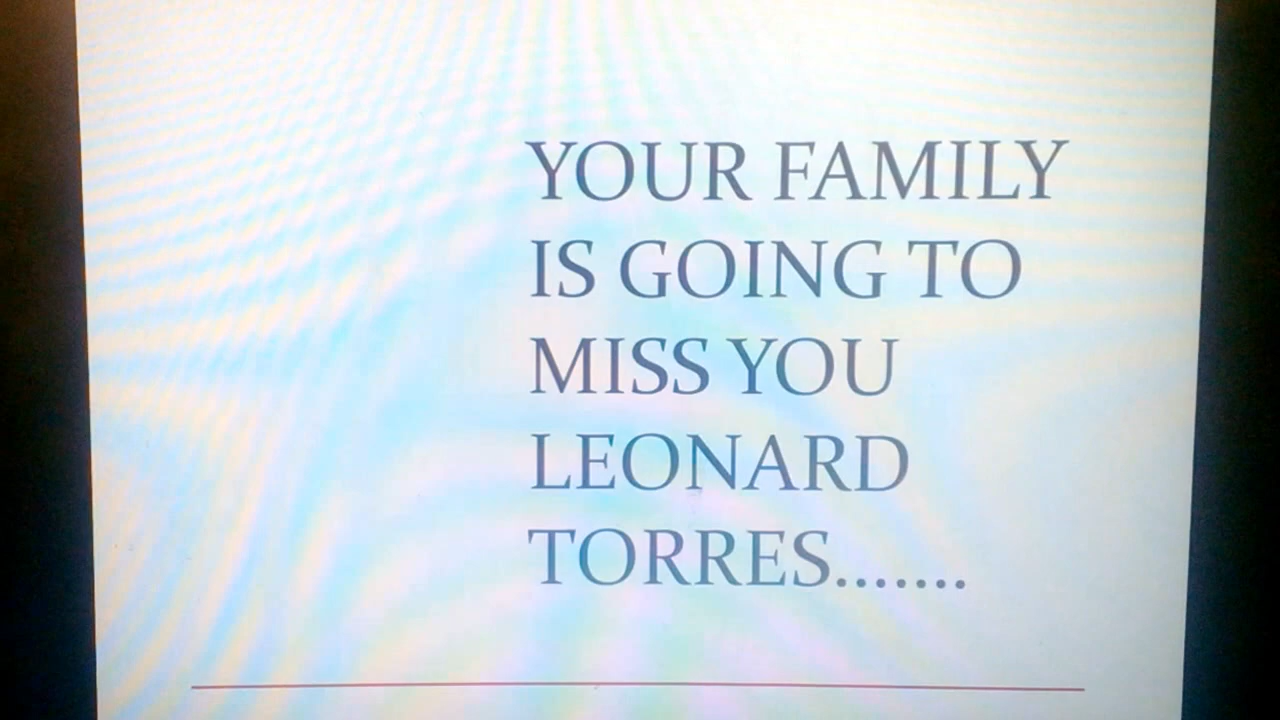 YOUR FAMILY
IS GOING TO
MISS YOU
LEONARD
TORRES.......